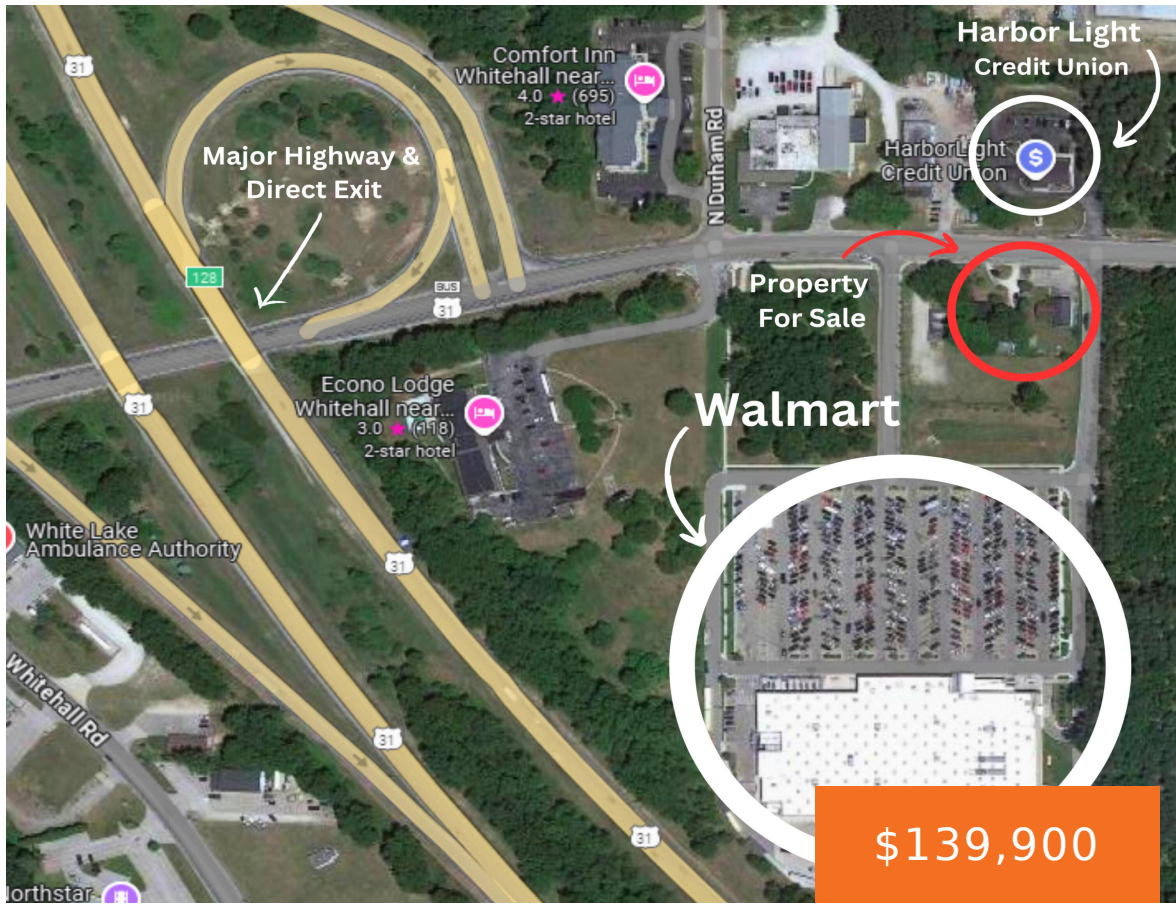 31
Comfort Inn
Whitehall near...
4.0 ★ (695)
2-star hotel
Harbor Light
Credit Union
N Durham Rd
HarborLight
Credit Union
$
Major Highway &
Direct Exit
128
BUS
31
Property
For Sale
31
Econo Lodge
Whitehall near...
3.0 ★ (118)
2-star hotel
Walmart
White Lake
Ambulance Authority
31
Whitehall Rd
31
31
Northstar
$139,900